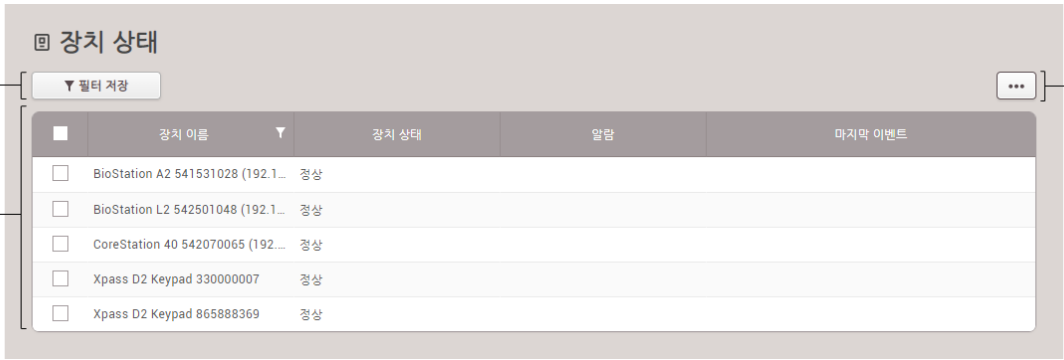 장치 상태
필터 저장
장치 이름 장치 상태 알람 마지막 이벤트
BioStation A2 541531028 (192.1... 정상
BioStation L2 542501048 (192.1... 정상
CoreStation 40 542070065 (192.... 정상
Xpass D2 Keypad 330000007 정상
Xpass D2 Keypad 865888369 정상